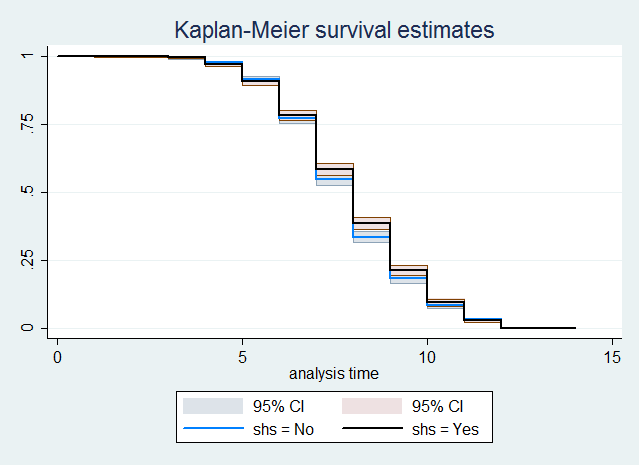 Kaplan-Meier survival estimates
1
.75
.5
.25
0
0 5 10 15
analysis time
95% CI 95% CI
shs = No shs = Yes